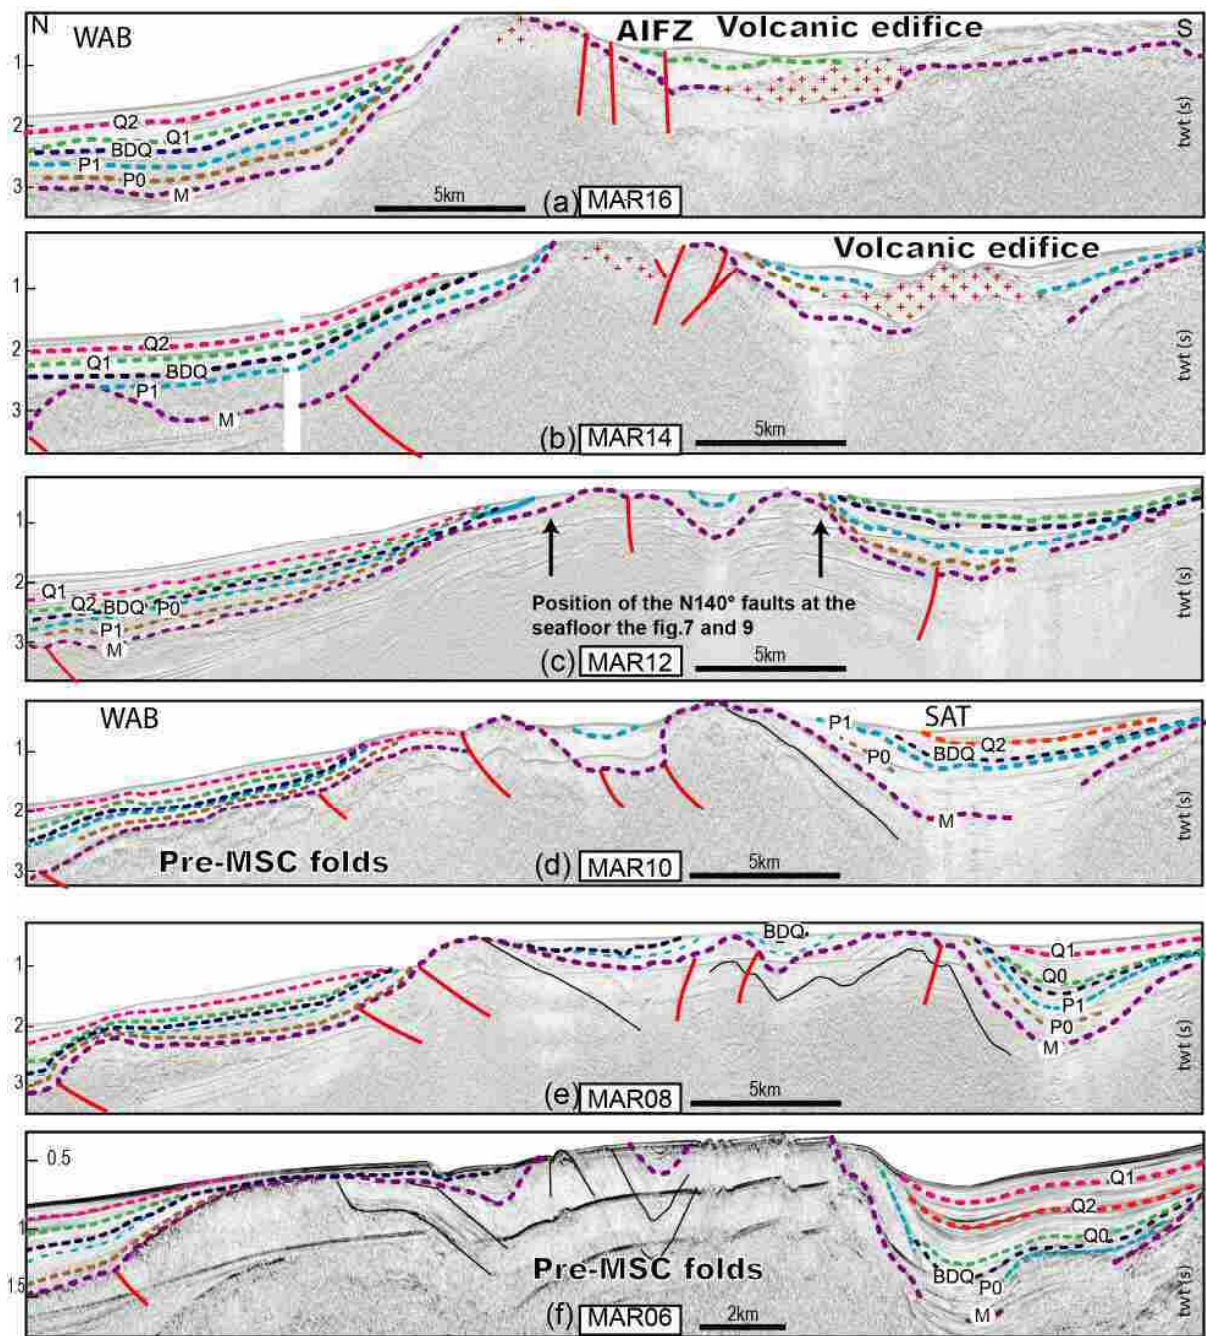 N WAB AIFZ Volcanic edifice S
1
2
3
Q2 Q1
BDQ
P1
P0
M
twt (s)
5km
(a) MAR16
Volcanic edifice
1
2
3
Q2
Q1 BDQ
P1
M
twt (s)
5km
(b) MAR14
1
2
3
Q1
Q2 BDQ P0
P1
M
Position of the N140° faults at the
seafloor the fig.7 and 9
twt (s)
5km
(c) MAR12
WAB SAT
1
2
3
P1
P0
BDQ Q2
M
Pre-MSC folds
twt (s)
5km
(d) MAR10
1
2
3
BDQ
Q1
Q0
P1
P0
M
twt (s)
5km
(e) MAR08
0.5
1
1.5
Q1
Q2
Q0
BDQ P0
M
Pre-MSC folds
twt (s)
2km
(f) MAR06